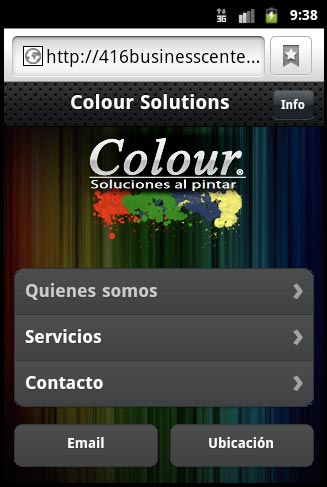 3G 9:38
http://416businesscente...
Colour Solutions
Info
Colour®
Soluciones al pintar
Quienes somos
Servicios
Contacto
Email
Ubicación